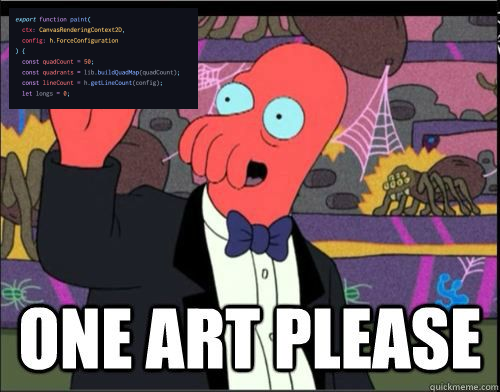 export function paint(
ctx: CanvasRenderingContext2D,
config: h.ForceConfiguration
) {
const quadCount = 50;
const quadrants = lib.buildQuadMap(quadCount);
const lineCount = h.getLineCount(config);
let longs = 0;
ONE ART PLEASE
quickmeme.com